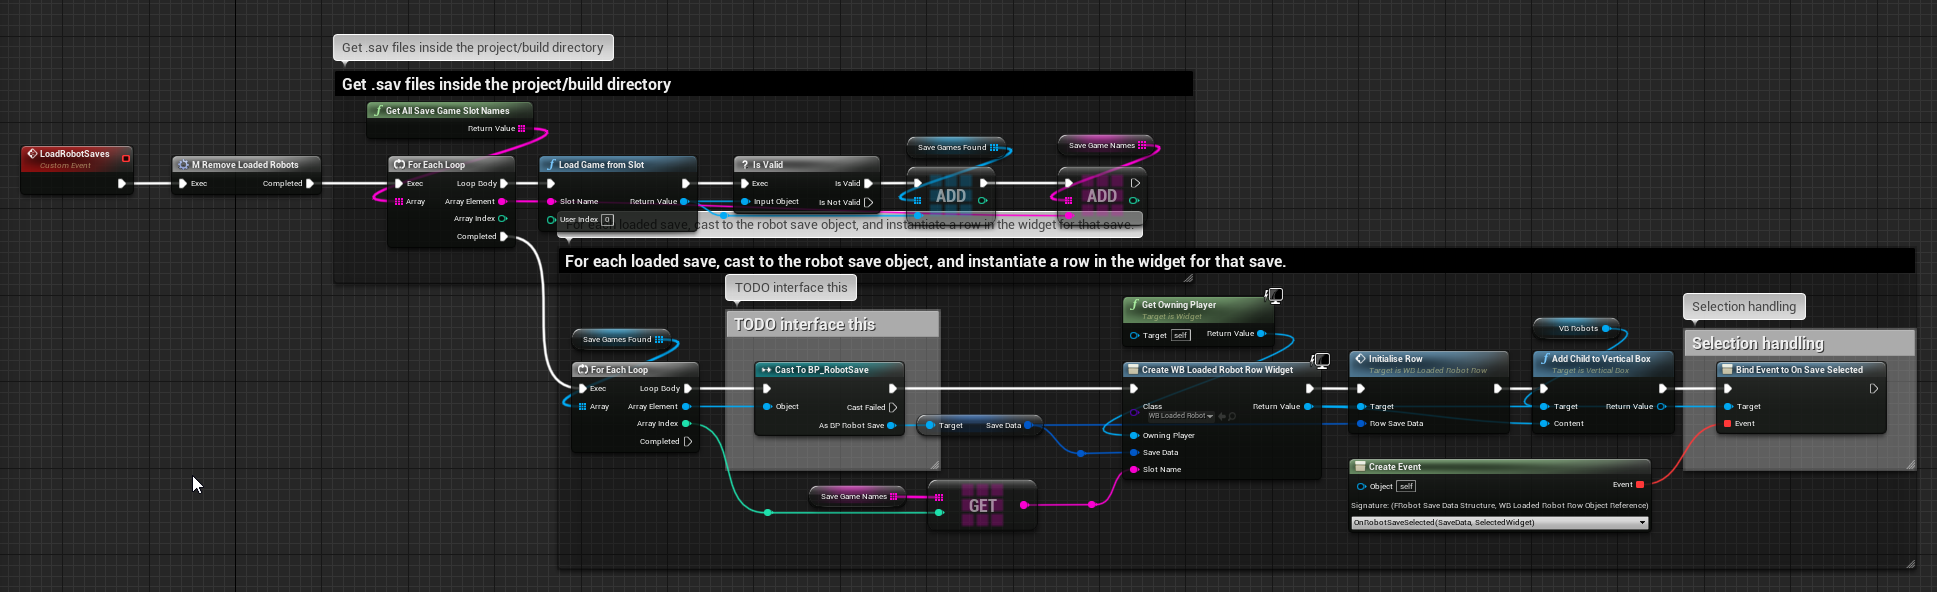 Get .sav files inside the project/build directory
Get .sav files inside the project/build directory
Get All Save Game Slot Names
Return Value
LoadRobotSaves
Custom Event
M Remove Loaded Robots
Exec Completed
For Each Loop
Exec Loop Body
Array Array Element
Array Index
Completed
Load Game from Slot
Slot Name Return Value
User Index 0
Is Valid
Exec Is Valid
Input Object Is Not Valid
Save Games Found
ADD
Save Game Names
ADD
For each loaded save, cast to the robot save object, and instantiate a row in the widget for that save.
For each loaded save, cast to the robot save object, and instantiate a row in the widget for that save.
TODO interface this
TODO interface this
Save Games Found
For Each Loop
Exec Loop Body
Array Array Element
Array Index
Completed
Cast To BP_RobotSave
Object Cast Failed
As BP Robot Save
Target Save Data
Save Game Names
GET
Get Owning Player
Target is Widget
Target self Return Value
Create WB Loaded Robot Row Widget
Class Return Value
WB Loaded Robot
Owning Player
Save Data
Slot Name
Initialise Row
Target is WB Loaded Robot Row
Target
Row Save Data
VB Robots
Add Child to Vertical Box
Target is Vertical Box
Target Return Value
Content
Selection handling
Selection handling
Bind Event to On Save Selected
Target
Event
Create Event
Object self Event
Signature: (FRobot Save Data Structure, WB Loaded Robot Row Object Reference)
OnRobotSaveSelected(SaveData, SelectedWidget)